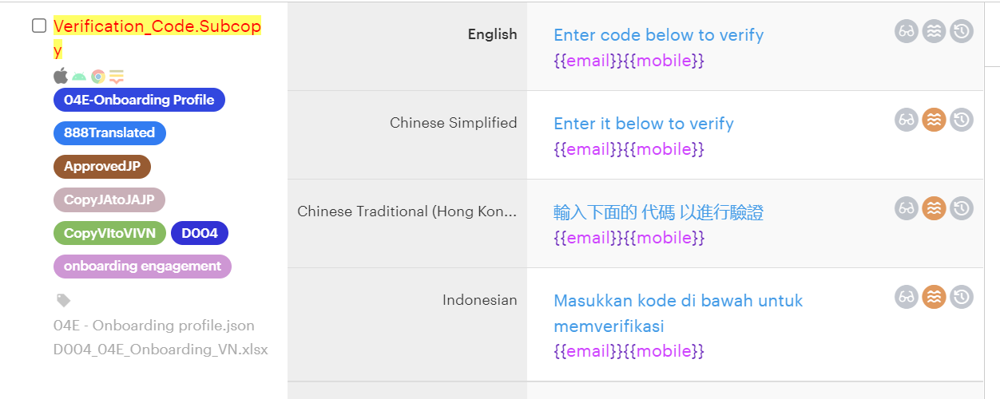 Verification_Code.Subcop
y
04E-Onboarding Profile
888Translated
ApprovedJP
CopyJAtoJAJP
CopyVItoVIVN D004
onboarding engagement
04E - Onboarding profile.json
D004_04E_Onboarding_VN.xlsx
English
Enter code below to verify
{{email}}{{mobile}}
Chinese Simplified
Enter it below to verify
{{email}}{{mobile}}
Chinese Traditional (Hong Kon...
輸入下面的 代碼 以進行驗證
{{email}}{{mobile}}
Indonesian
Masukkan kode di bawah untuk
memverifikasi
{{email}}{{mobile}}